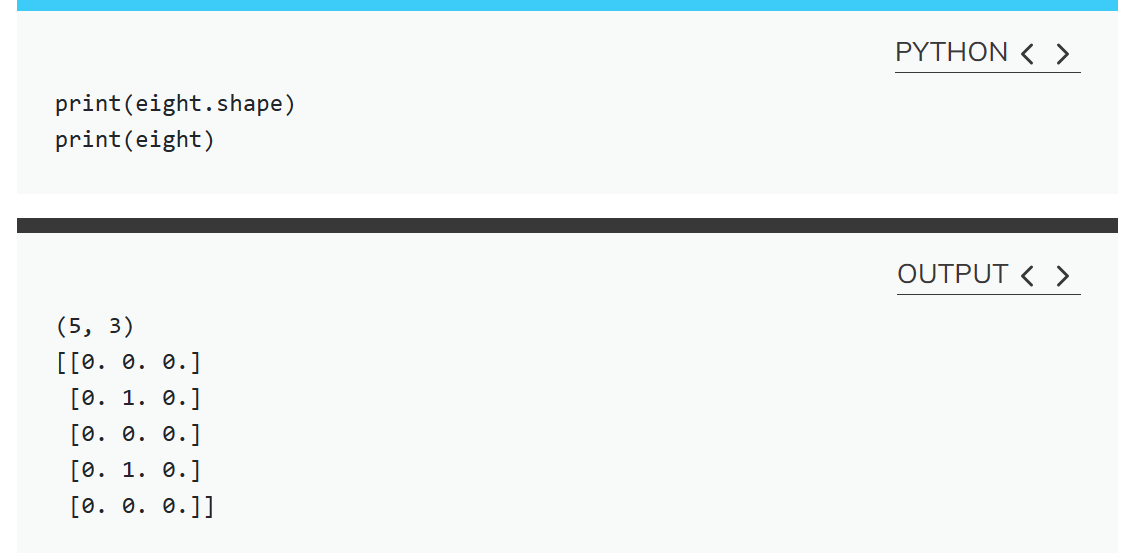 PYTHON < >
print(eight.shape)
print(eight)
OUTPUT < >
(5, 3)
[[0. 0. 0.]
 [0. 1. 0.]
 [0. 0. 0.]
 [0. 1. 0.]
 [0. 0. 0.]]